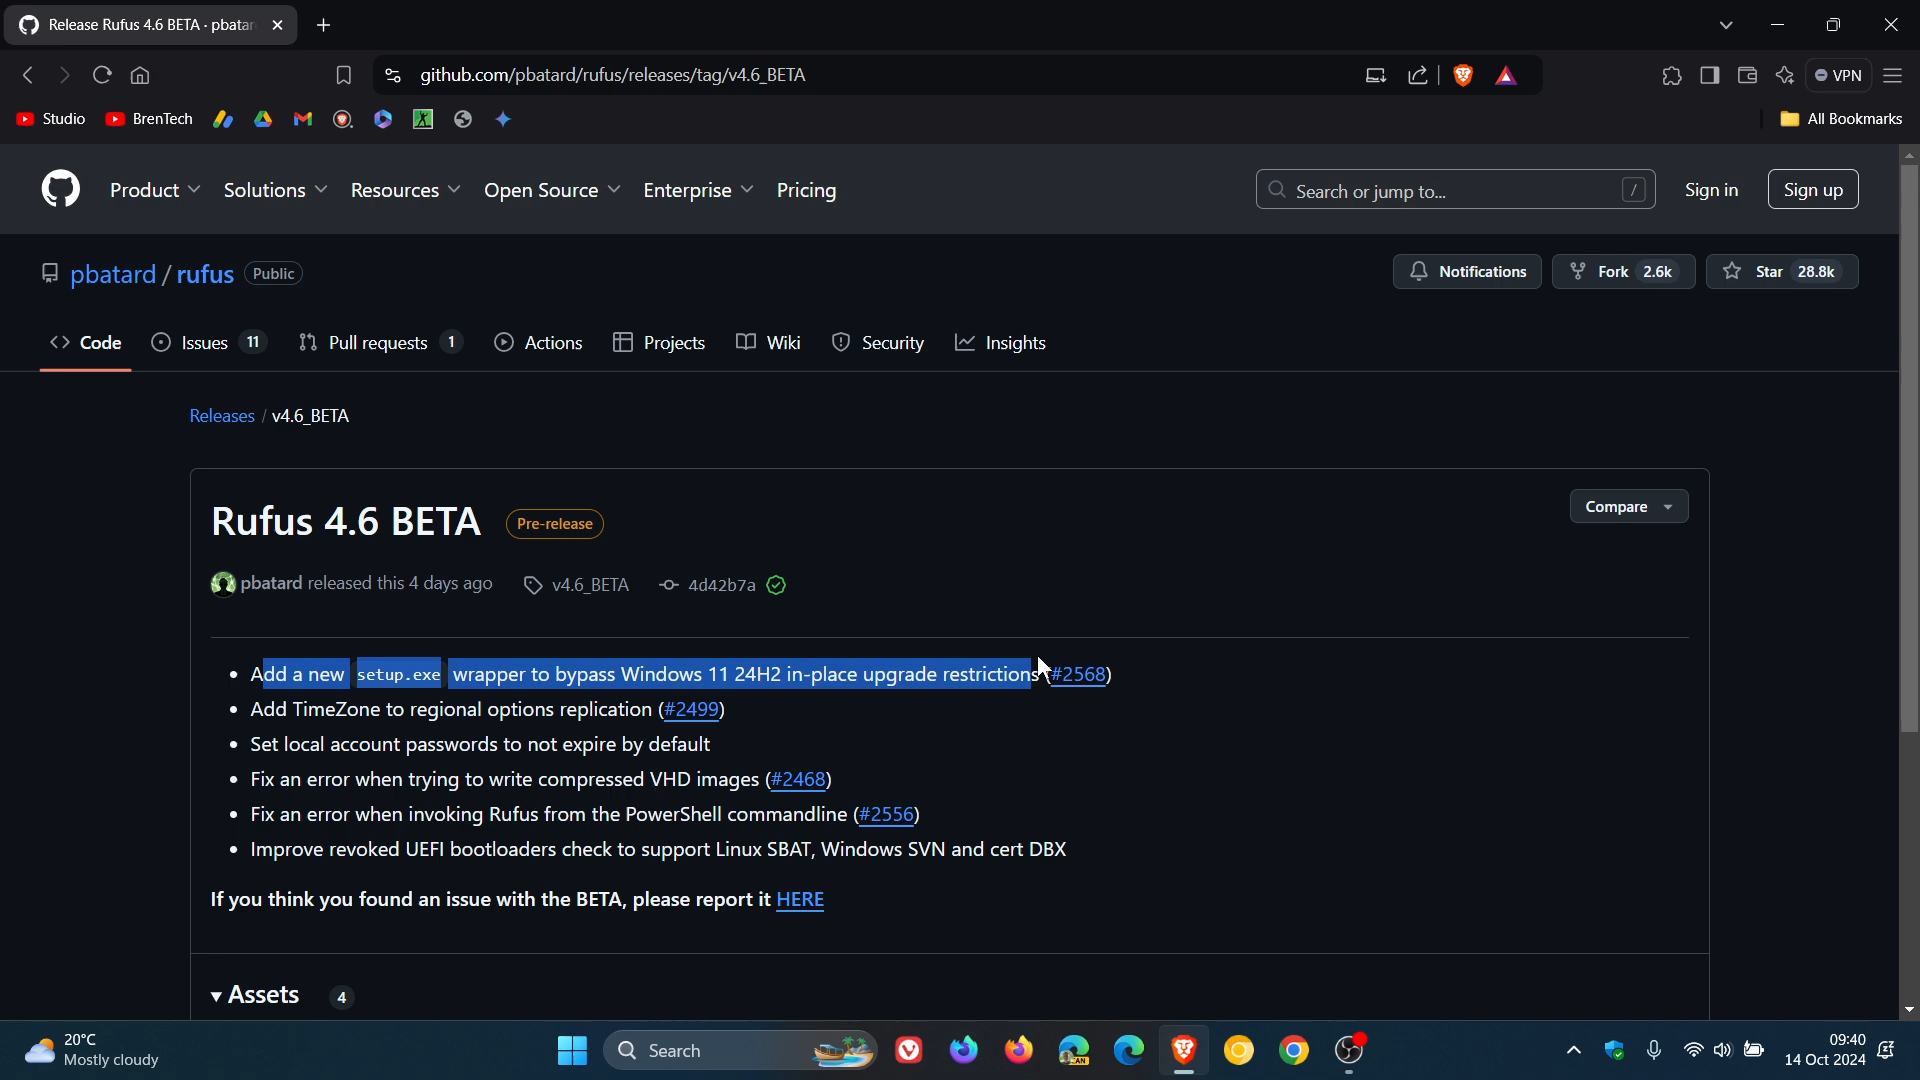 Release Rufus 4.6 BETA · pbatar
github.com/pbatard/rufus/releases/tag/v4.6_BETA
VPN
Studio
BrenTech
All Bookmarks
Product
Solutions
Resources
Open Source
Enterprise
Pricing
Search or jump to...
/
Sign in
Sign up
pbatard / rufus
Public
Notifications
Fork 2.6k
Star 28.8k
Code
Issues 11
Pull requests 1
Actions
Projects
Wiki
Security
Insights
Releases / v4.6_BETA
Rufus 4.6 BETA
Pre-release
Compare
pbatard released this 4 days ago
v4.6_BETA
4d42b7a
• Add a new setup.exe wrapper to bypass Windows 11 24H2 in-place upgrade restrictions (#2568)
• Add TimeZone to regional options replication (#2499)
• Set local account passwords to not expire by default
• Fix an error when trying to write compressed VHD images (#2468)
• Fix an error when invoking Rufus from the PowerShell commandline (#2556)
• Improve revoked UEFI bootloaders check to support Linux SBAT, Windows SVN and cert DBX
If you think you found an issue with the BETA, please report it HERE
Assets 4
20°C
Mostly cloudy
Search
CAN
09:40
14 Oct 2024